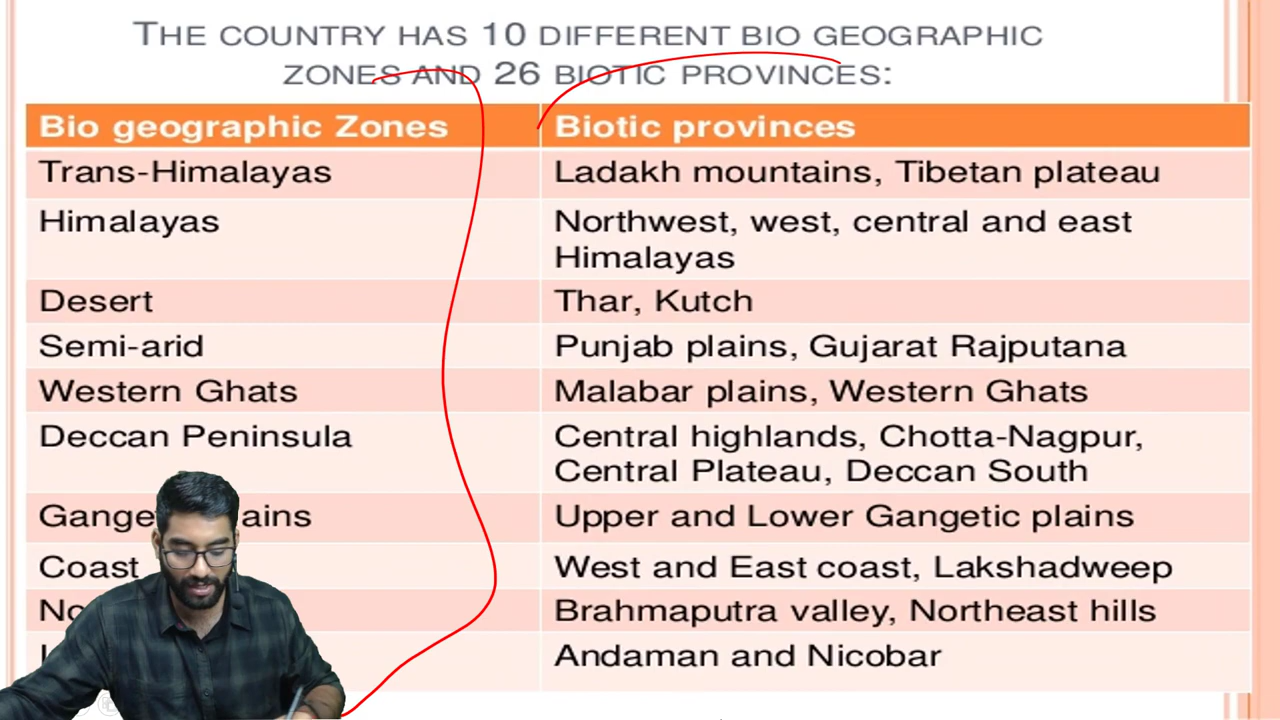 THE COUNTRY HAS 10 DIFFERENT BIO GEOGRAPHIC
ZONES AND 26 BIOTIC PROVINCES:
Bio geographic Zones Biotic provinces
Trans-Himalayas Ladakh mountains, Tibetan plateau
Himalayas Northwest, west, central and east
Himalayas
Desert Thar, Kutch
Semi-arid Punjab plains, Gujarat Rajputana
Western Ghats Malabar plains, Western Ghats
Deccan Peninsula Central highlands, Chotta-Nagpur,
Central Plateau, Deccan South
Upper and Lower Gangetic plains
Coast West and East coast, Lakshadweep
Brahmaputra valley, Northeast hills
Andaman and Nicobar